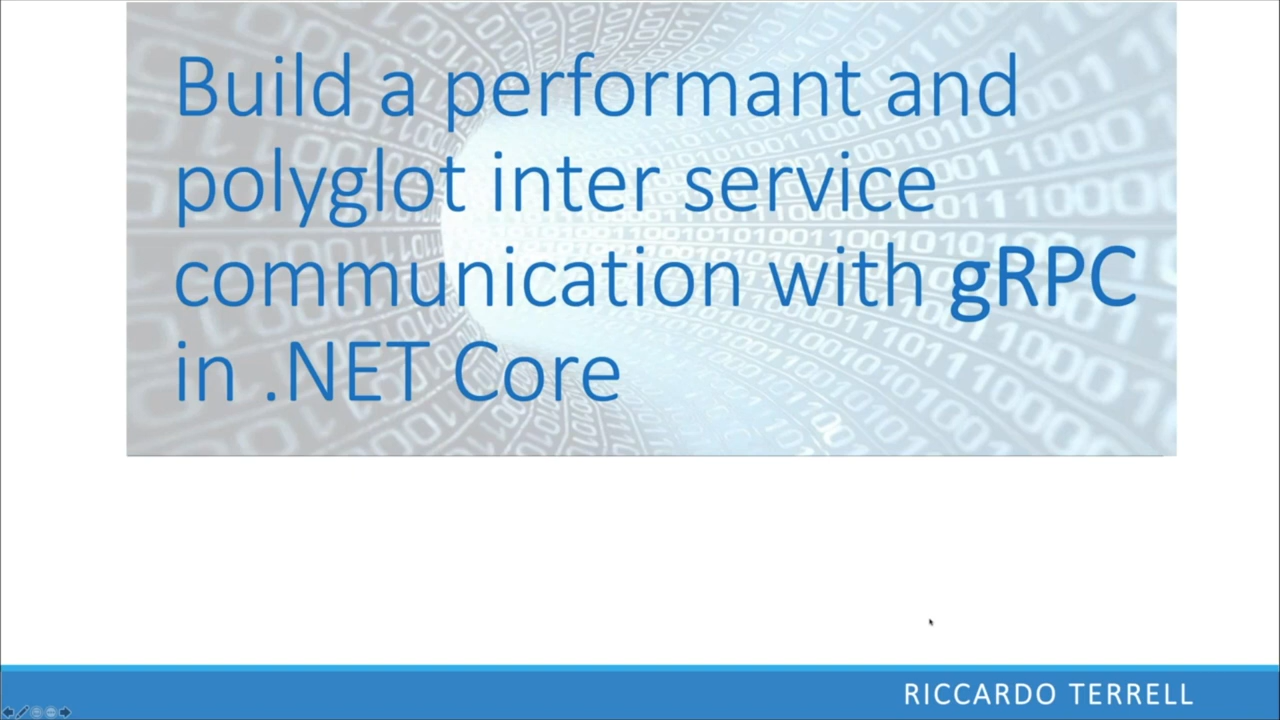 Build a performant and
polyglot inter service
communication with gRPC
in .NET Core
RICCARDO TERRELL